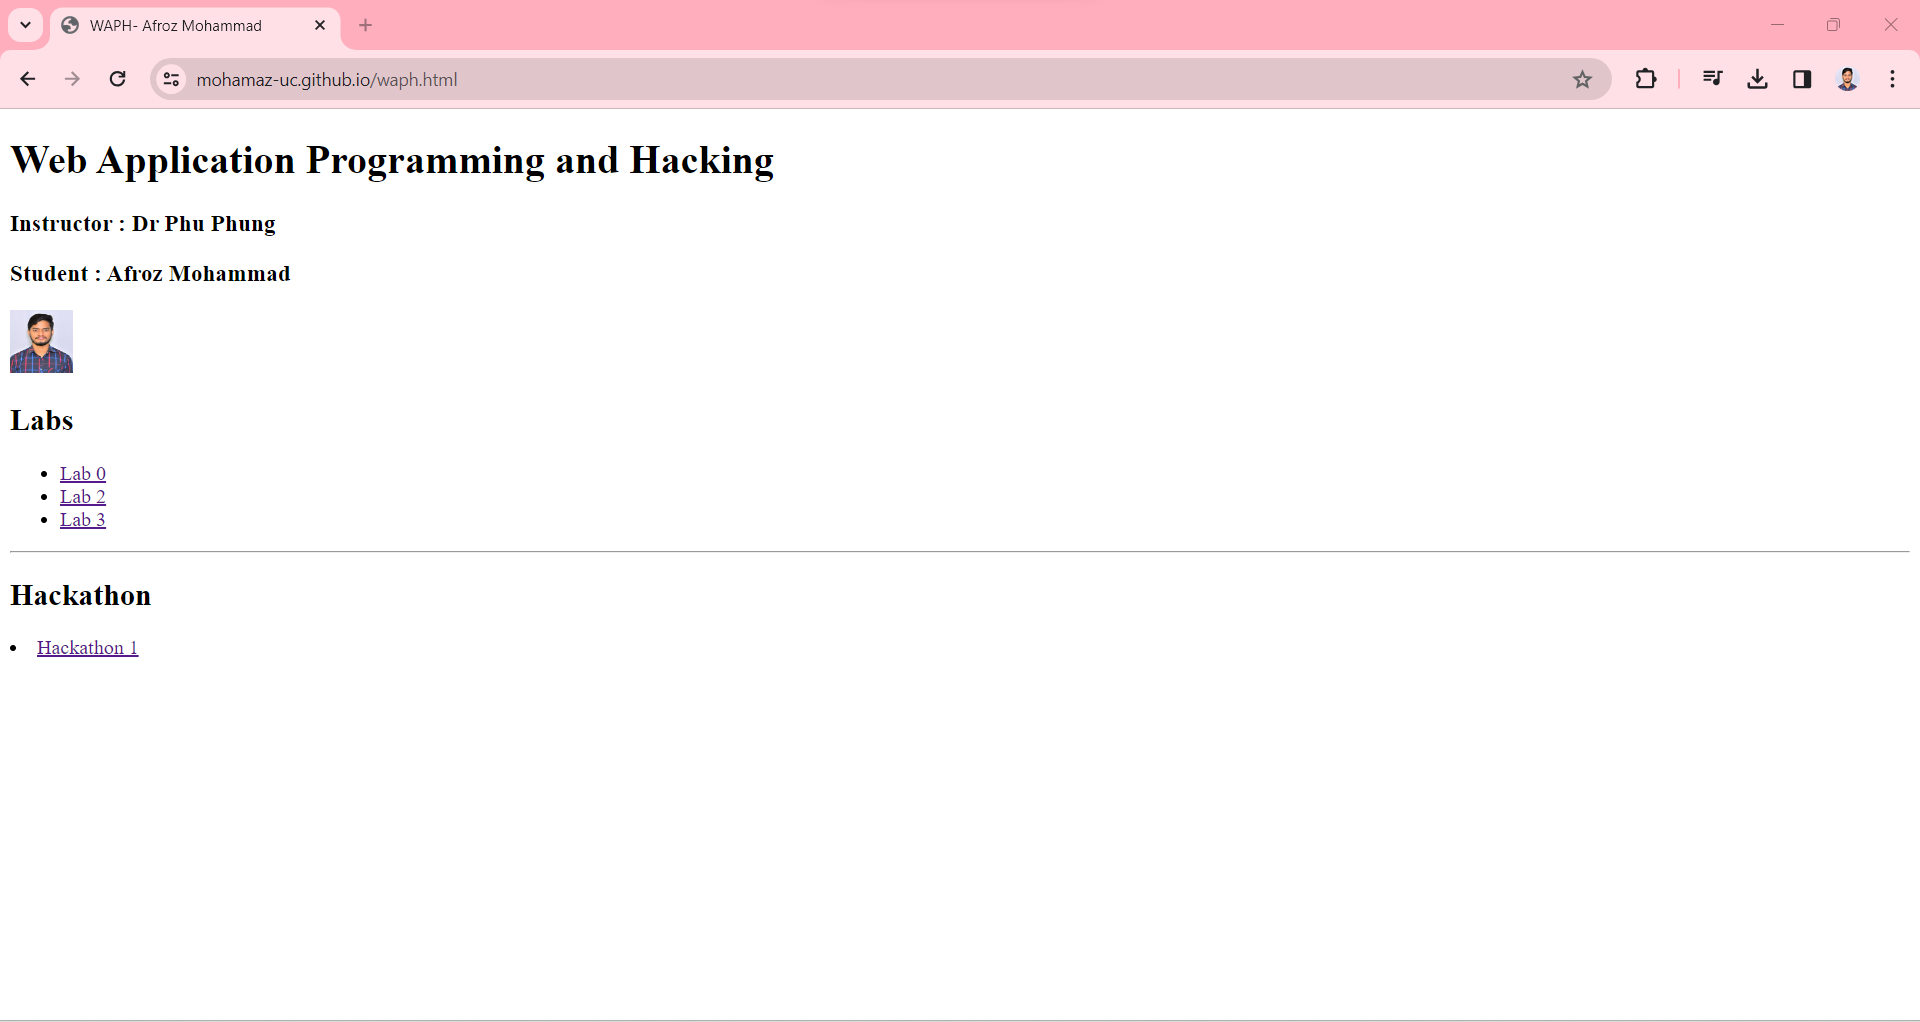 WAPH- Afroz Mohammad
mohamaz-uc.github.io/waph.html
Web Application Programming and Hacking
Instructor : Dr Phu Phung
Student : Afroz Mohammad
Labs
Lab 0
Lab 2
Lab 3
Hackathon
Hackathon 1